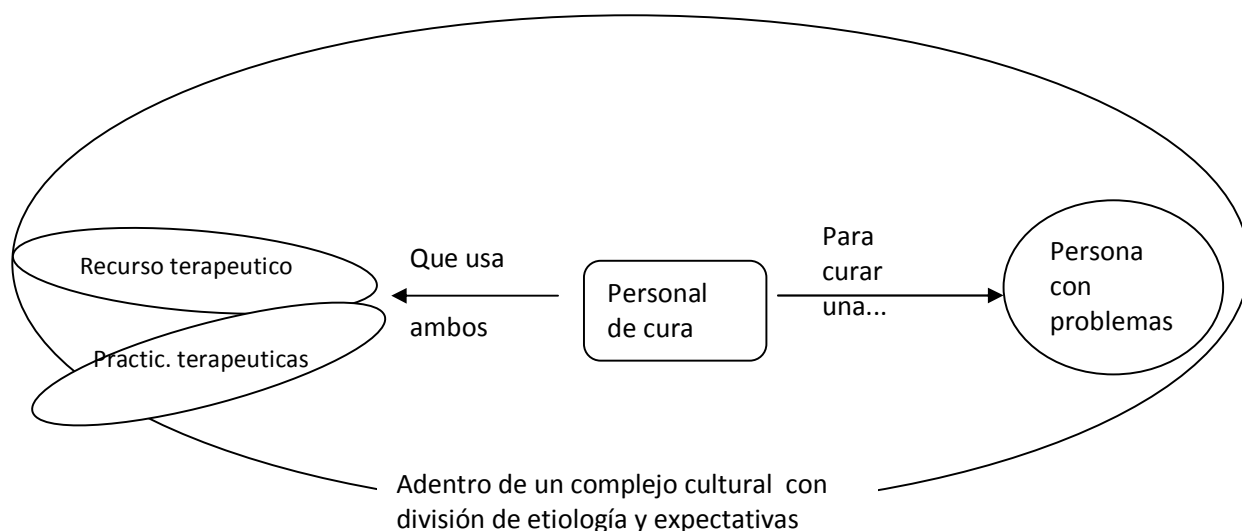 Recurso terapeutico
Practic. terapeuticas
Que usa
ambos
Personal
de cura
Para
curar
una...
Persona
con
problemas
Adentro de un complejo cultural con
división de etiología y expectativas